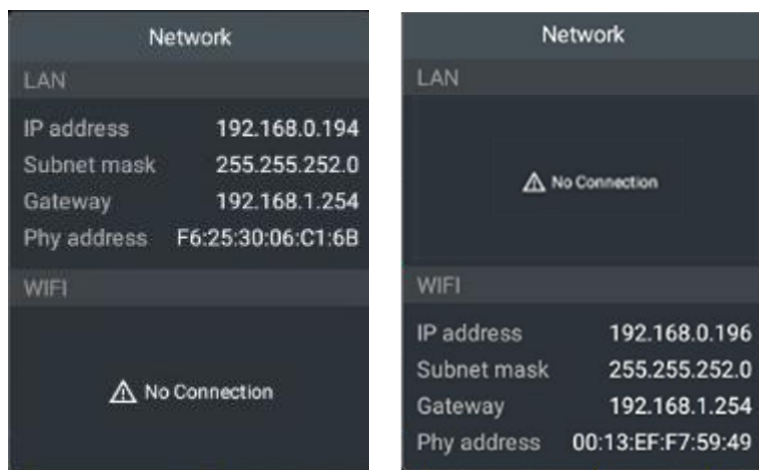 Network
LAN
IP address 192.168.0.194
Subnet mask 255.255.252.0
Gateway 192.168.1.254
Phy address F6:25:30:06:C1:6B
WIFI
No Connection
Network
LAN
No Connection
WIFI
IP address 192.168.0.196
Subnet mask 255.255.252.0
Gateway 192.168.1.254
Phy address 00:13:EF:F7:59:49